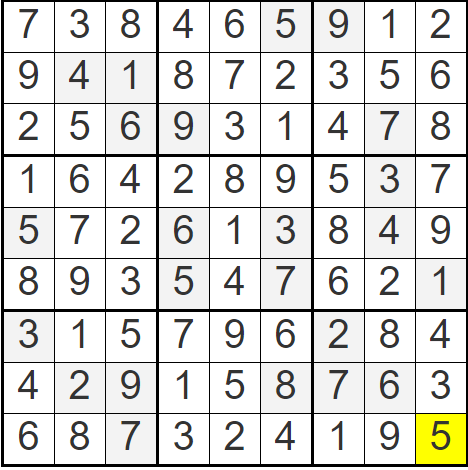 7 3 8 4 6 5 9 1 2
9 4 1 8 7 2 3 5 6
2 5 6 9 3 1 4 7 8
1 6 4 2 8 9 5 3 7
5 7 2 6 1 3 8 4 9
8 9 3 5 4 7 6 2 1
3 1 5 7 9 6 2 8 4
4 2 9 1 5 8 7 6 3
6 8 7 3 2 4 1 9 5